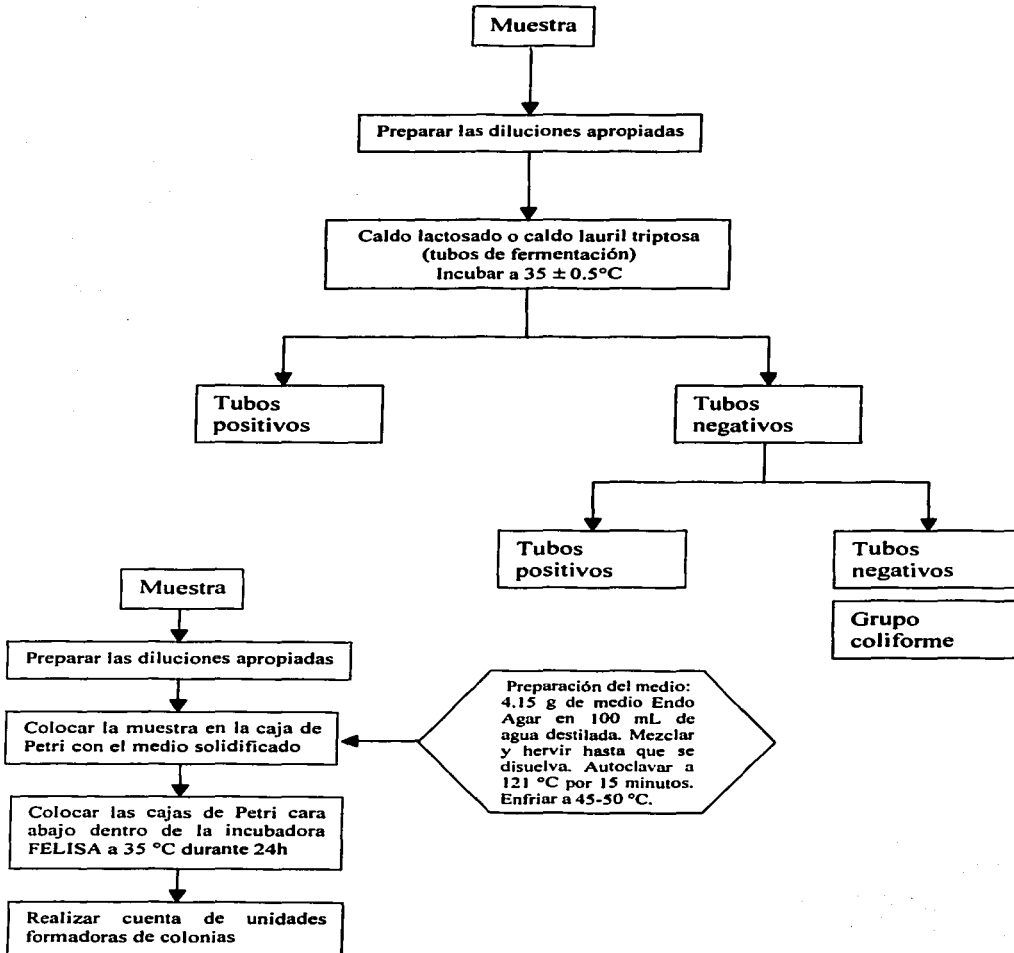 Muestra
Preparar las diluciones apropiadas
Caldo lactosado o caldo lauril triptosa
(tubos de fermentación)
Incubar a 35 ± 0.5°C
Tubos
positivos
Tubos
negativos
Tubos
positivos
Tubos
negativos
Grupo
coliforme
Muestra
Preparar las diluciones apropiadas
Colocar la muestra en la caja de
Petri con el medio solidificado
Preparación del medio:
4.15 g de medio Endo
Agar en 100 mL de
agua destilada. Mezclar
y hervir hasta que se
disuelva. Autoclavar a
121 °C por 15 minutos.
Enfriar a 45-50 °C.
Colocar las cajas de Petri cara
abajo dentro de la incubadora
FELISA a 35 °C durante 24h
Realizar cuenta de unidades
formadoras de colonias